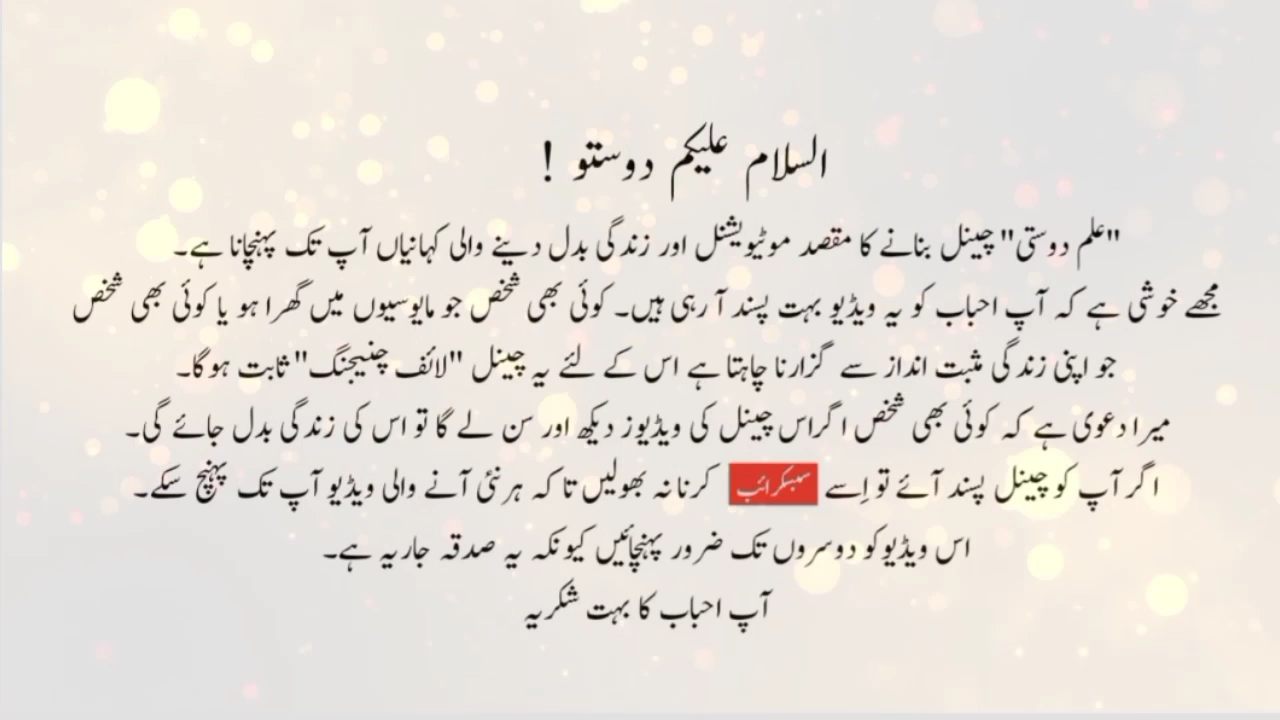 السلام علیکم دوستو !
"علم دوستی" چینل بنانے کا مقصد موٹیویشنل اور زندگی بدل دینے والی کہانیاں آپ تک پہنچانا ہے۔
مجھے خوشی ہے کہ آپ احباب کو یہ ویڈیو بہت پسند آ رہی ہیں۔ کوئی بھی شخص جو مایوسیوں میں گھرا ہو یا کوئی بھی شخص
جو اپنی زندگی مثبت انداز سے گزارنا چاہتا ہے اس کے لئے یہ چینل "لائف چنیجنگ" ثابت ہوگا۔
میرا دعوی ہے کہ کوئی بھی شخص اگر اس چینل کی ویڈیوز دیکھ اور سن لے گا تو اس کی زندگی بدل جائے گی۔
اگر آپ کو چینل پسند آئے تو اِسے سبسکرائب کرنا نہ بھولیں تا کہ ہر نئی آنے والی ویڈیو آپ تک پہنچ سکے۔
اس ویڈیو کو دوسروں تک ضرور پہنچائیں کیونکہ یہ صدقہ جاریہ ہے۔
آپ احباب کا بہت شکریہ